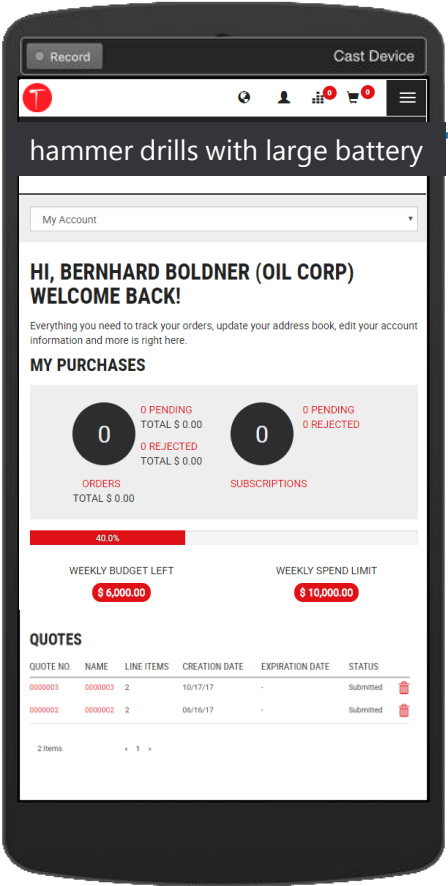 Record
Cast Device
T
0
0
hammer drills with large battery
My Account
HI, BERNHARD BOLDNER (OIL CORP)
WELCOME BACK!
Everything you need to track your orders, update your address book, edit your account
information and more is right here.
MY PURCHASES
0
0 PENDING
TOTAL $ 0.00
0 REJECTED
TOTAL $ 0.00
ORDERS
TOTAL $ 0.00
0
0 PENDING
0 REJECTED
SUBSCRIPTIONS
40.0%
WEEKLY BUDGET LEFT
$ 6,000.00
WEEKLY SPEND LIMIT
$ 10,000.00
QUOTES
QUOTE NO. NAME LINE ITEMS CREATION DATE EXPIRATION DATE STATUS
0000003 0000003 2 10/17/17 - Submitted
0000002 0000002 2 06/16/17 - Submitted
2 Items « 1 »